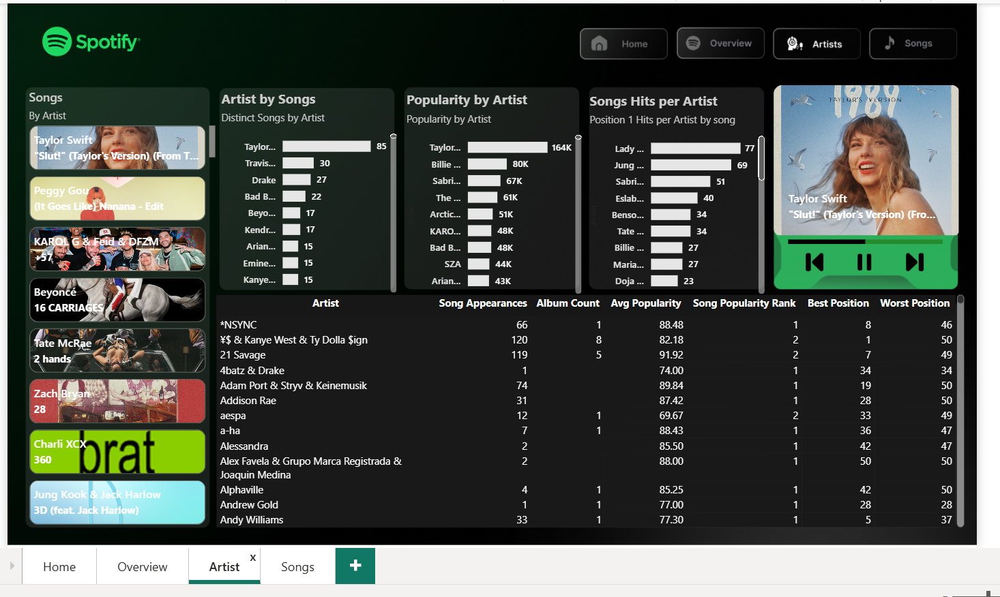 Spotify
Home
Overview
Artists
Songs
Songs
By Artist
Taylor Swift
"Slut!" (Taylor's Version) (From T...
Peggy Gou
(It Goes Like) Nanana - Edit
KAROL G & Feid & DFZM
+57
Beyoncé
16 CARRIAGES
Tate McRae
2 hands
Zach Bryan
28
brat
Charli XCX
360
Jung Kook & Jack Harlow
3D (feat. Jack Harlow)
Artist by Songs
Distinct Songs by Artist
Taylor... 85
Travis... 30
Drake 27
Bad B... 22
Beyo... 17
Kendr... 17
Arian... 15
Emine... 15
Kanye... 15
Popularity by Artist
Popularity by Artist
Taylor... 164K
Billie ... 80K
Sabri... 67K
The ... 61K
Arctic... 51K
KARO... 48K
Bad B... 48K
SZA 44K
Arian... 43K
Songs Hits per Artist
Position 1 Hits per Artist by song
Lady ... 77
Jung ... 69
Sabri... 51
Eslab... 40
Benso... 34
Tate ... 34
Billie ... 27
Maria... 27
Doja ... 23
1989
TAYLOR'S VERSION
Taylor Swift
"Slut!" (Taylor's Version) (Fro...
Artist Song Appearances Album Count Avg Popularity Song Popularity Rank Best Position Worst Position
*NSYNC 66 1 88.48 1 8 46
¥$ & Kanye West & Ty Dolla $ign 120 8 82.18 2 1 50
21 Savage 119 5 91.92 2 7 49
4batz & Drake 1 74.00 1 34 34
Adam Port & Stryv & Keinemusik 74 89.84 1 19 50
Addison Rae 31 87.42 1 28 50
aespa 12 1 69.67 2 33 49
a-ha 7 1 88.43 1 36 47
Alessandra 2 85.50 1 42 47
Alex Favela & Grupo Marca Registrada & 2 88.00 1 50 50
Joaquin Medina
Alphaville 4 1 85.25 1 42 50
Andrew Gold 1 1 77.00 1 28 28
Andy Williams 33 1 77.30 1 5 37
Home
Overview
Artist
x
Songs
+